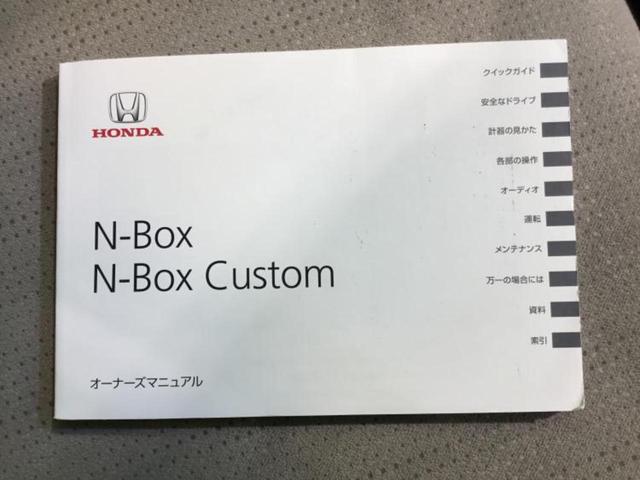 HONDA
N-Box
N-Box Custom
オーナーズマニュアル
クイックガイド
安全なドライブ
計器の見かた
各部の操作
オーディオ
運転
メンテナンス
万一の場合には
資料
索引